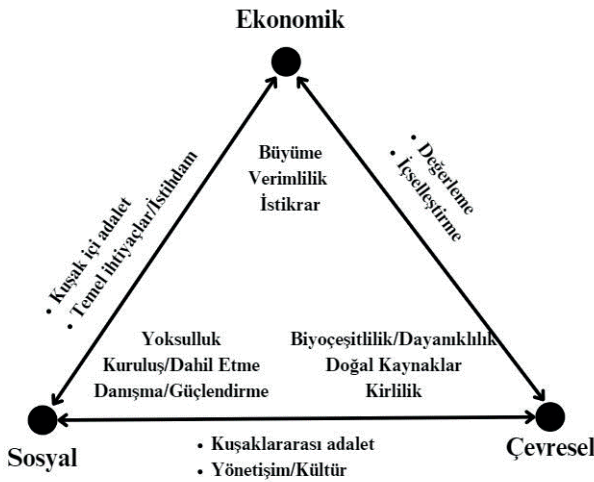 Ekonomik
Büyüme
Verimlilik
İstikrar
• Kuşak içi adalet
• Temel ihtiyaçlar/İstihdam
• Değerleme
• İçselleştirme
Yoksulluk
Kuruluş/Dahil Etme
Danışma/Güçlendirme
Biyoçeşitlilik/Dayanıklılık
Doğal Kaynaklar
Kirlilik
Sosyal
• Kuşaklararası adalet
• Yönetişim/Kültür
Çevresel